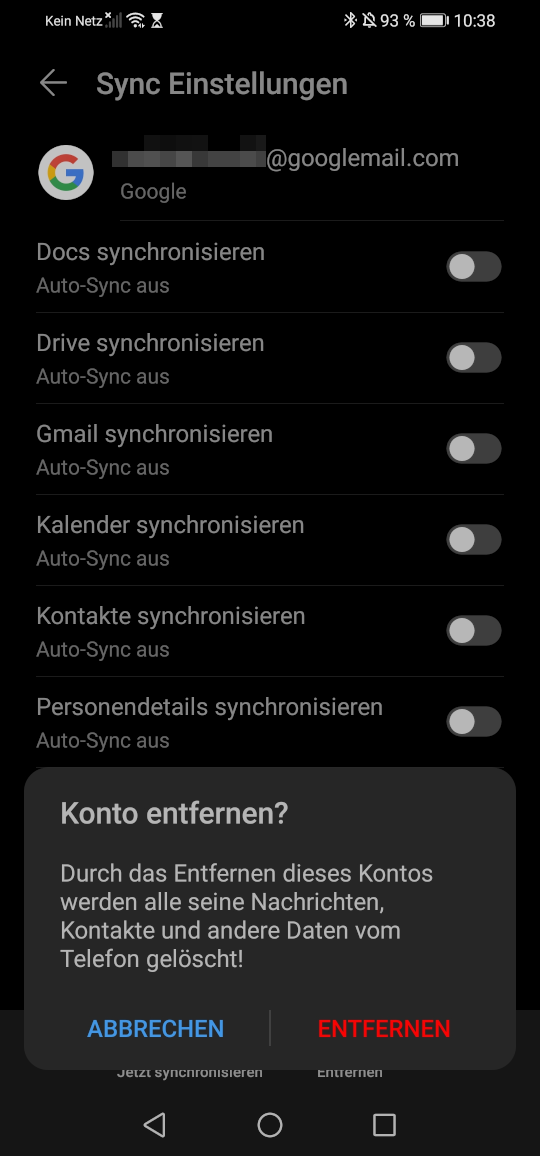 Kein Netz 93 % 10:38
Sync Einstellungen
@googlemail.com
Google
Docs synchronisieren
Auto-Sync aus
Drive synchronisieren
Auto-Sync aus
Gmail synchronisieren
Auto-Sync aus
Kalender synchronisieren
Auto-Sync aus
Kontakte synchronisieren
Auto-Sync aus
Personendetails synchronisieren
Auto-Sync aus
Konto entfernen?
Durch das Entfernen dieses Kontos
werden alle seine Nachrichten,
Kontakte und andere Daten vom
Telefon gelöscht!
ABBRECHEN ENTFERNEN
Jetzt synchronisieren Entfernen